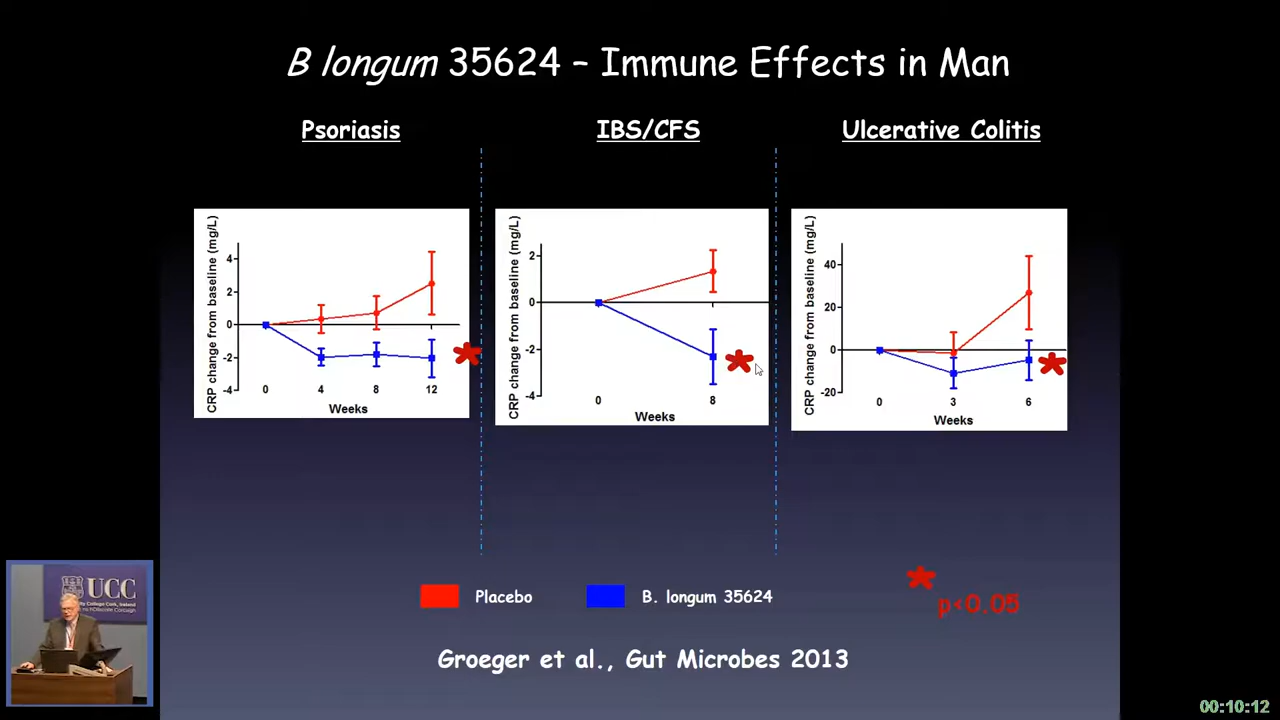 B longum 35624 – Immune Effects in Man
Psoriasis
IBS/CFS
Ulcerative Colitis
CRP change from baseline (mg/L)
4
2
0
-2
-4
0 4 8 12
Weeks
CRP change from baseline (mg/L)
2
0
-2
-4
0 8
Weeks
CRP change from baseline (mg/L)
40
20
0
-20
0 3 6
Weeks
Placebo
B. longum 35624
* p<0.05
Groeger et al., Gut Microbes 2013
UCC
College Cork, Ireland
00:10:12